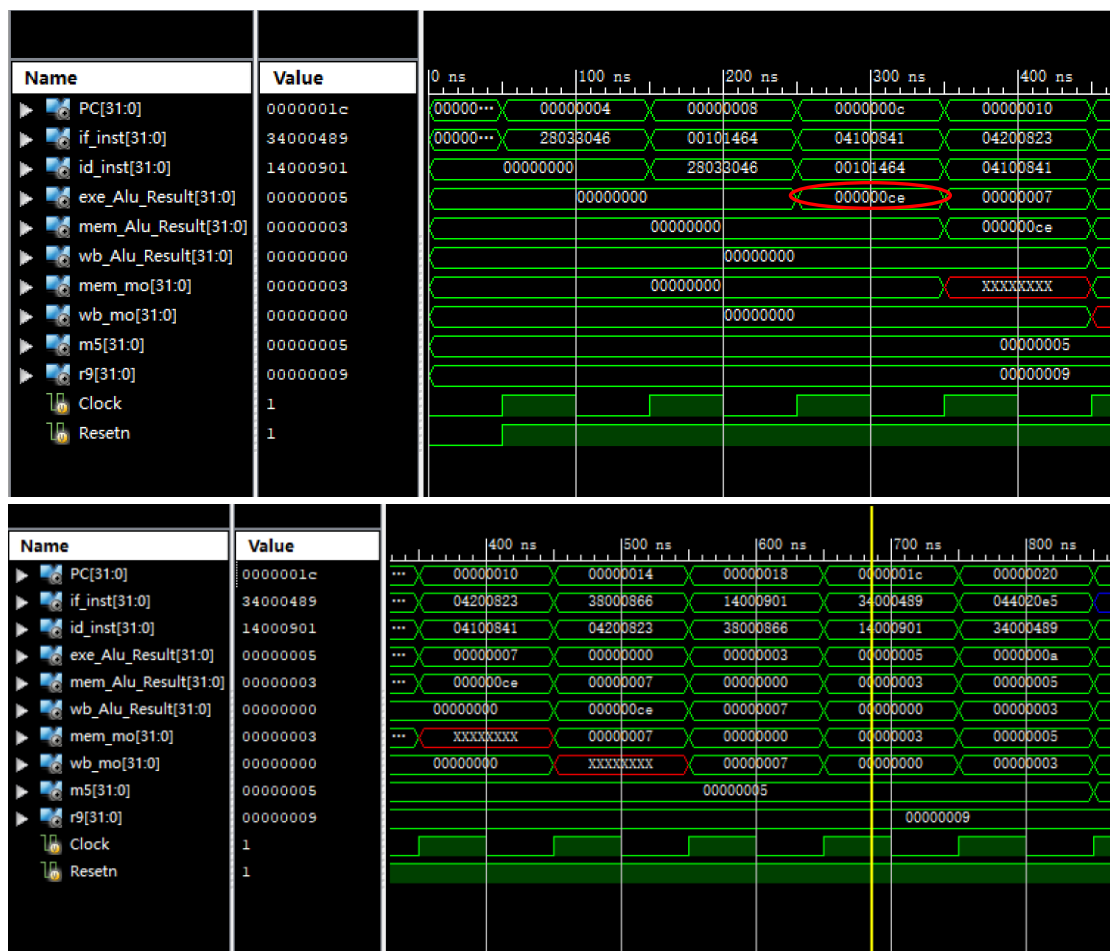 Name Value 0 ns 100 ns 200 ns 300 ns 400 ns
PC[31:0] 0000001c 00000··· 00000004 00000008 0000000c 00000010
if_inst[31:0] 34000489 00000··· 28033046 00101464 04100841 04200823
id_inst[31:0] 14000901 00000000 28033046 00101464 04100841
exe_Alu_Result[31:0] 00000005 00000000 000000ce 00000007
mem_Alu_Result[31:0] 00000003 00000000 000000ce
wb_Alu_Result[31:0] 00000000 00000000
mem_mo[31:0] 00000003 00000000 XXXXXXXX
wb_mo[31:0] 00000000 00000000
m5[31:0] 00000005 00000005
r9[31:0] 00000009 00000009
Clock 1
Resetn 1
Name Value 400 ns 500 ns 600 ns 700 ns 800 ns
PC[31:0] 0000001c ··· 00000010 00000014 00000018 0000001c 00000020
if_inst[31:0] 34000489 ··· 04200823 38000866 14000901 34000489 044020e5
id_inst[31:0] 14000901 ··· 04100841 04200823 38000866 14000901 34000489
exe_Alu_Result[31:0] 00000005 ··· 00000007 00000000 00000003 00000005 0000000a
mem_Alu_Result[31:0] 00000003 ··· 000000ce 00000007 00000000 00000003 00000005
wb_Alu_Result[31:0] 00000000 00000000 000000ce 00000007 00000000 00000003
mem_mo[31:0] 00000003 ··· XXXXXXXX 00000007 00000000 00000003 00000005
wb_mo[31:0] 00000000 00000000 XXXXXXXX 00000007 00000000 00000003
m5[31:0] 00000005 00000005
r9[31:0] 00000009 00000009
Clock 1
Resetn 1